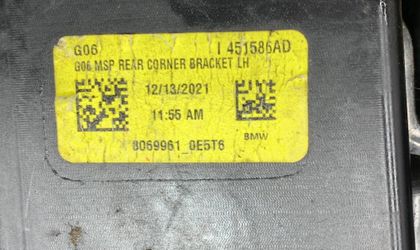 G06 I 451586AD
G06 MSP REAR CORNER BRACKET LH
12/13/2021
11:55 AM
BMW
8069961 0E5T6